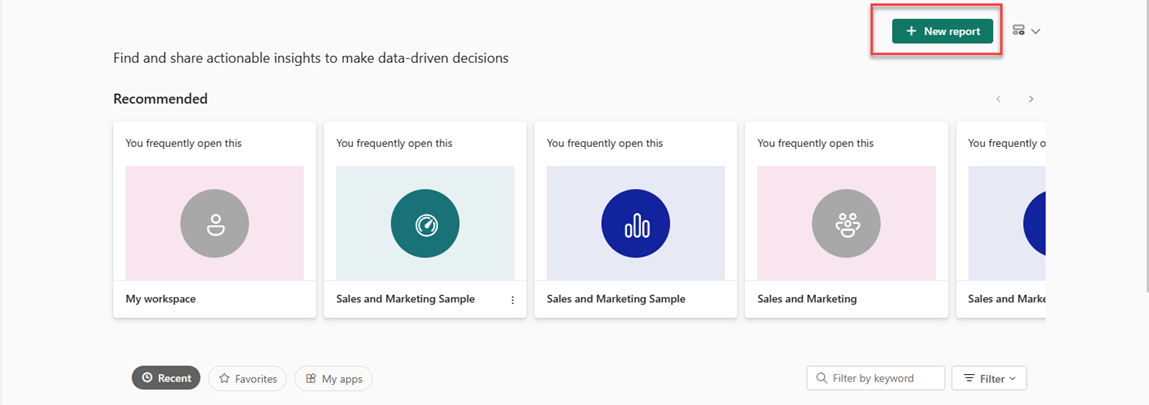 + New report
Find and share actionable insights to make data-driven decisions
Recommended
You frequently open this
You frequently open this
You frequently open this
You frequently open this
You frequently o
My workspace
Sales and Marketing Sample
Sales and Marketing Sample
Sales and Marketing
Sales and Marke
Recent
Favorites
My apps
Filter by keyword
Filter